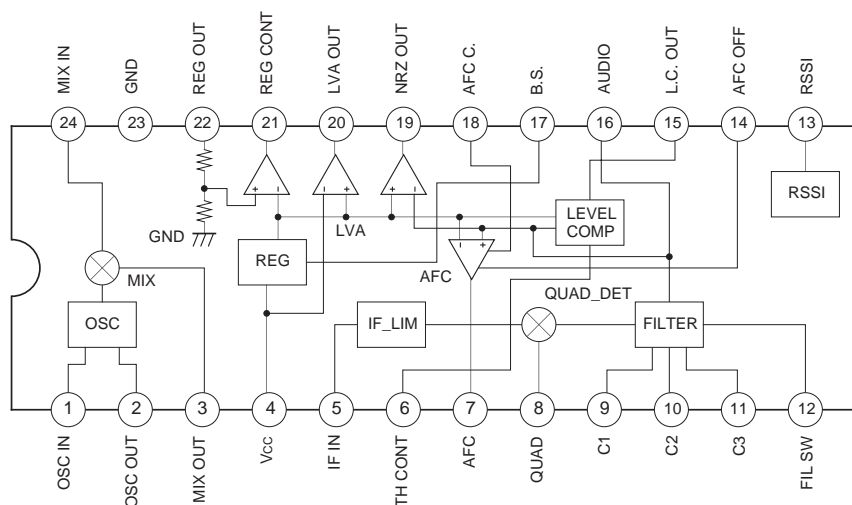 MIX IN
GND
REG OUT
REG CONT
LVA OUT
NRZ OUT
AFC C.
B.S.
AUDIO
L.C. OUT
AFC OFF
RSSI
24
23
22
21
20
19
18
17
16
15
14
13
+
-
-
+
+
-
RSSI
LEVEL
COMP
GND
LVA
-
+
REG
AFC
MIX
QUAD_DET
OSC
IF_LIM
FILTER
1
2
3
4
5
6
7
8
9
10
11
12
OSC IN
OSC OUT
MIX OUT
Vcc
IF IN
TH CONT
AFC
QUAD
C1
C2
C3
FIL SW